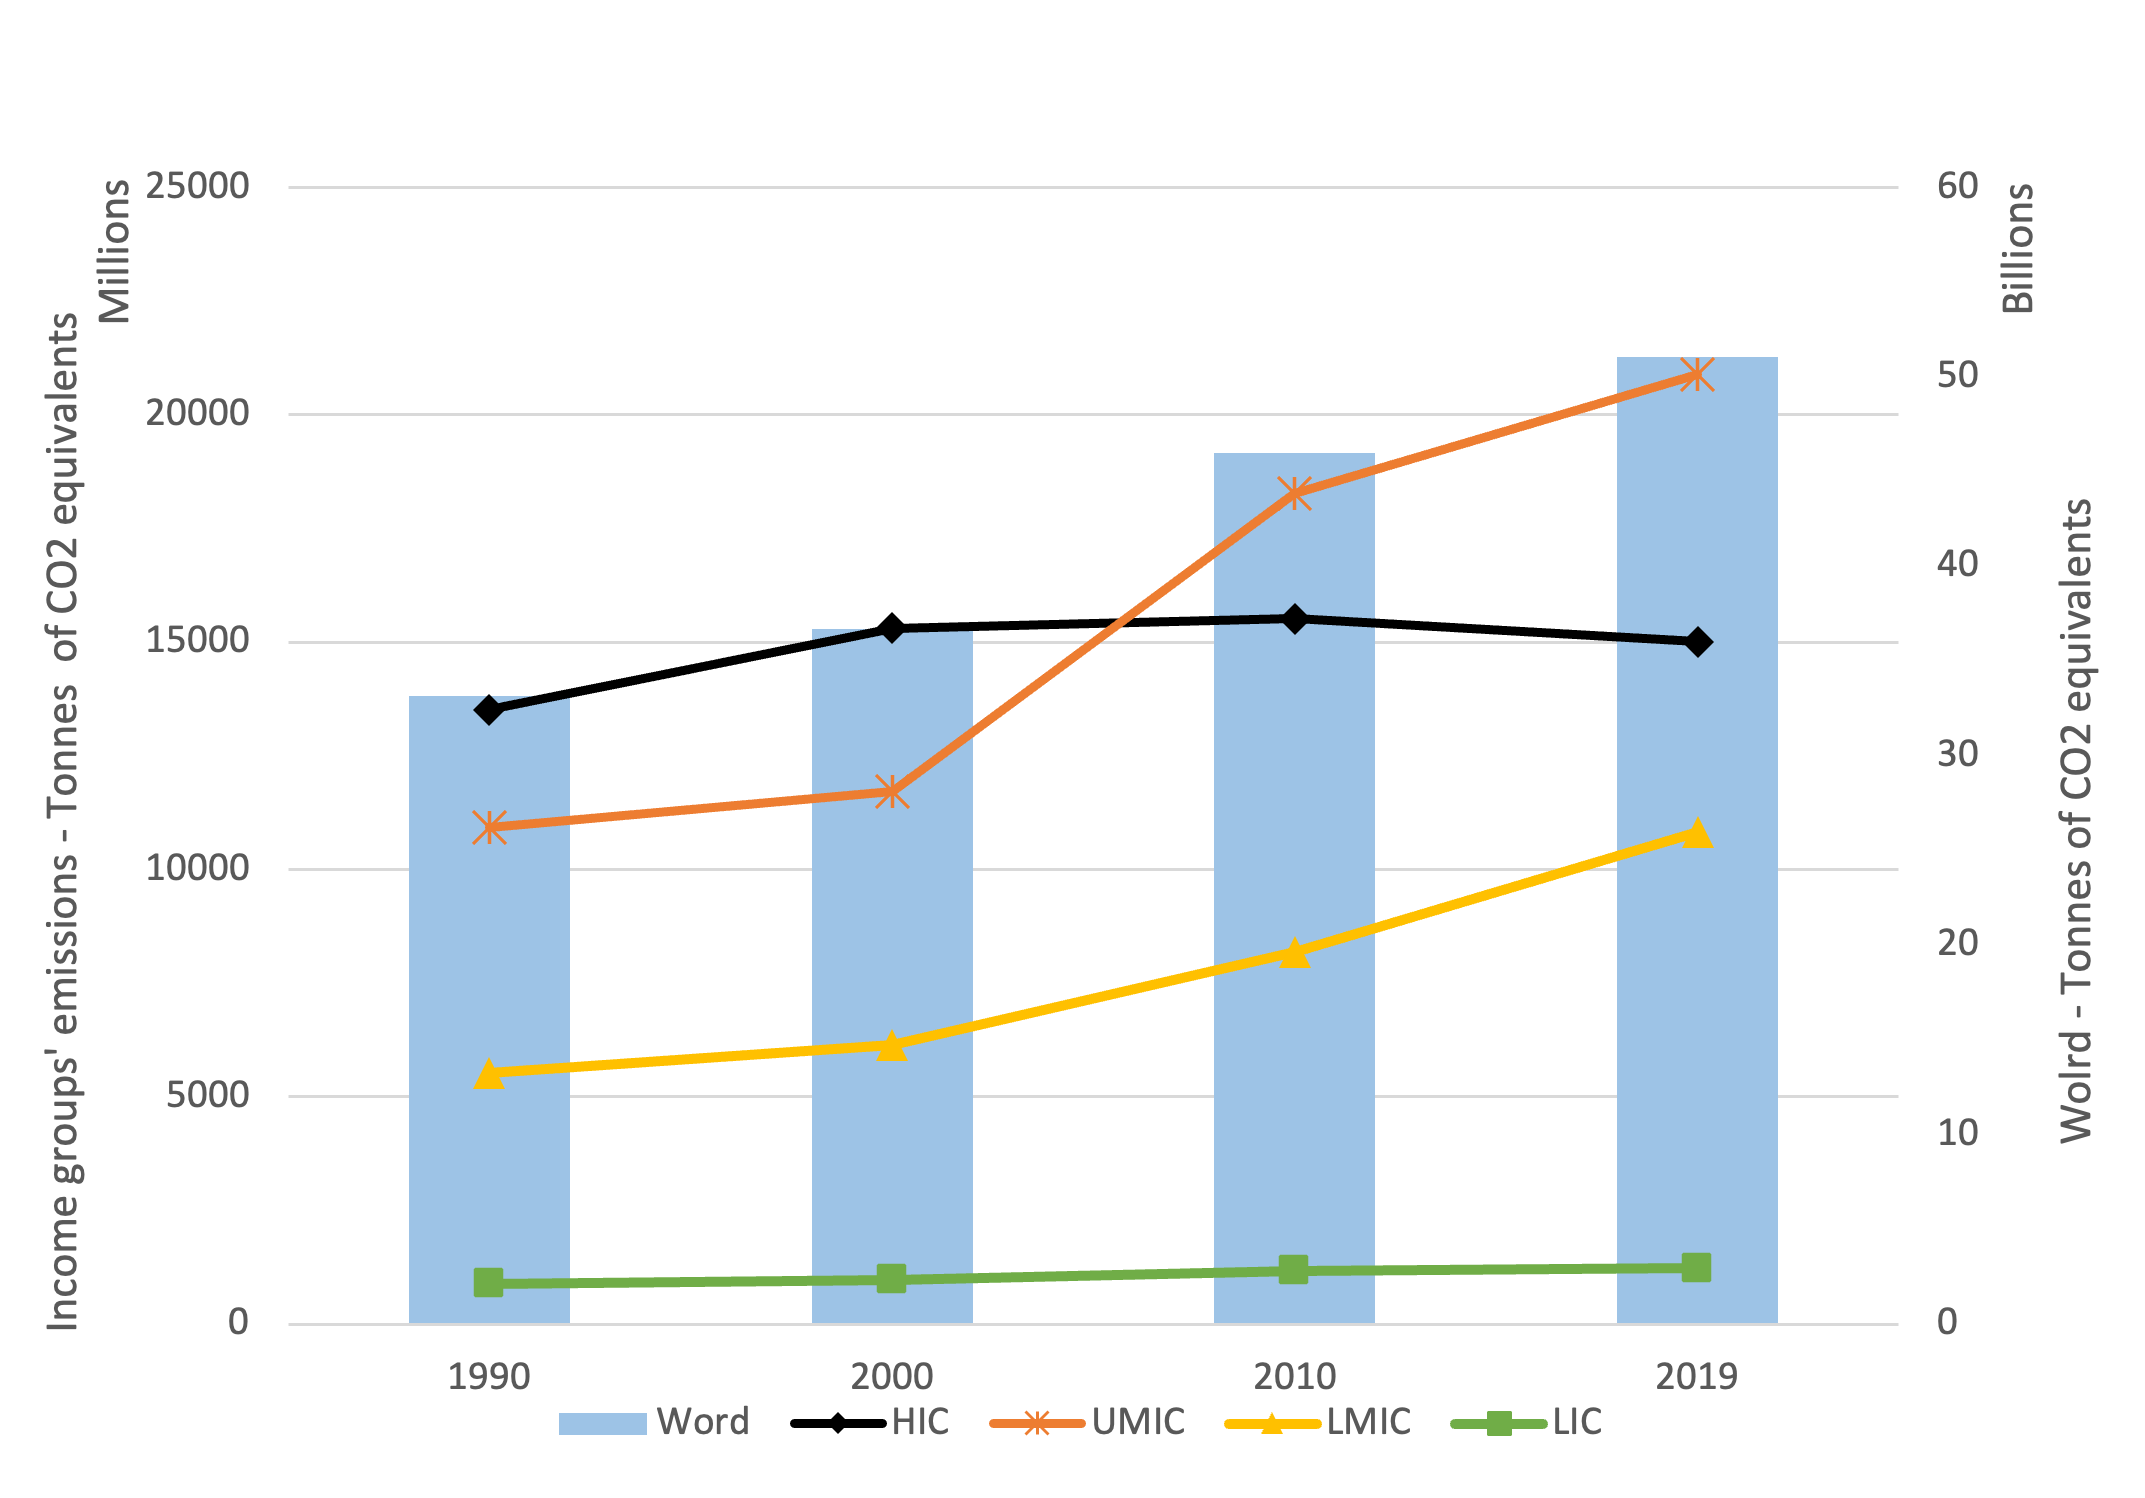 Millions
Income groups' emissions - Tonnes of CO2 equivalents
25000
20000
15000
10000
5000
0
60
50
40
30
20
10
0
Billions
Wolrd - Tonnes of CO2 equivalents
1990 2000 2010 2019
Word HIC UMIC LMIC LIC